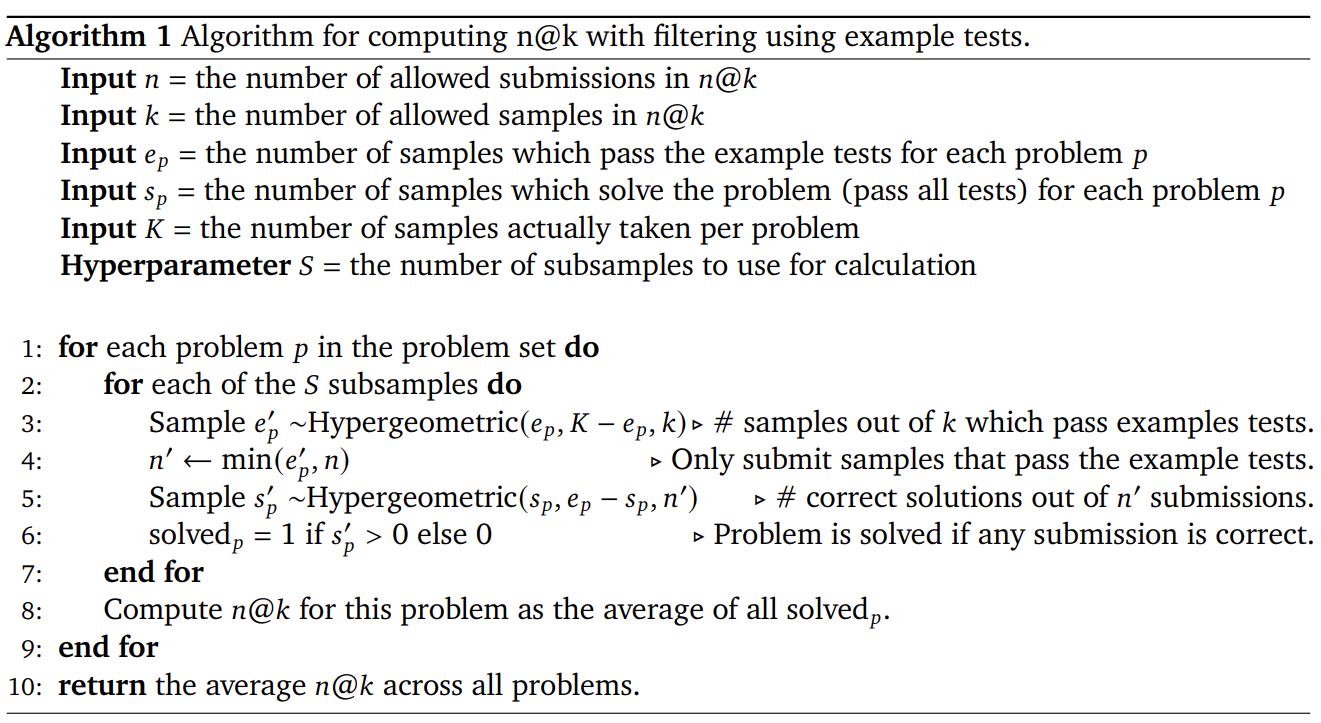 Algorithm 1 Algorithm for computing n@k with filtering using example tests.
Input n = the number of allowed submissions in n@k
Input k = the number of allowed samples in n@k
Input e_p = the number of samples which pass the example tests for each problem p
Input s_p = the number of samples which solve the problem (pass all tests) for each problem p
Input K = the number of samples actually taken per problem
Hyperparameter S = the number of subsamples to use for calculation
1: for each problem p in the problem set do
2: for each of the S subsamples do
3: Sample e′_p ~Hypergeometric(e_p, K − e_p, k) ▷ # samples out of k which pass examples tests.
4: n′ ← min(e′_p, n) ▷ Only submit samples that pass the example tests.
5: Sample s′_p ~Hypergeometric(s_p, e_p − s_p, n′) ▷ # correct solutions out of n′ submissions.
6: solved_p = 1 if s′_p > 0 else 0 ▷ Problem is solved if any submission is correct.
7: end for
8: Compute n@k for this problem as the average of all solved_p.
9: end for
10: return the average n@k across all problems.